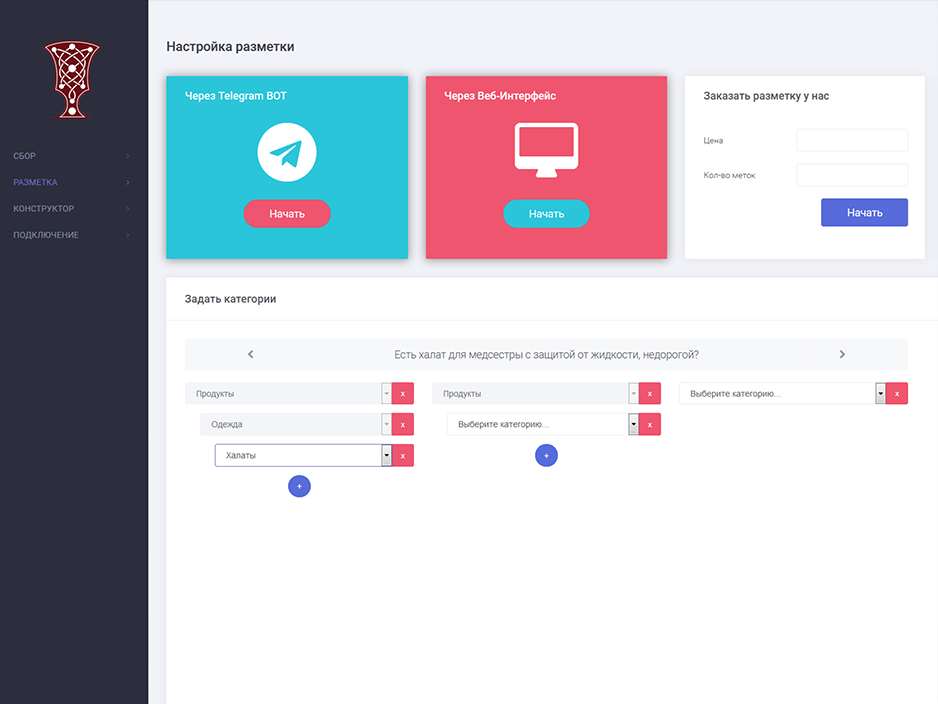 СБОР
РАЗМЕТКА
КОНСТРУКТОР
ПОДКЛЮЧЕНИЕ
Настройка разметки
Через Telegram BOT
Начать
Через Веб-Интерфейс
Начать
Заказать разметку у нас
Цена
Кол-во меток
Начать
Задать категории
Есть халат для медсестры с защитой от жидкости, недорогой?
Продукты x Продукты x Выберите категорию... x
Одежда x Выберите категорию... x
Халаты x +
+